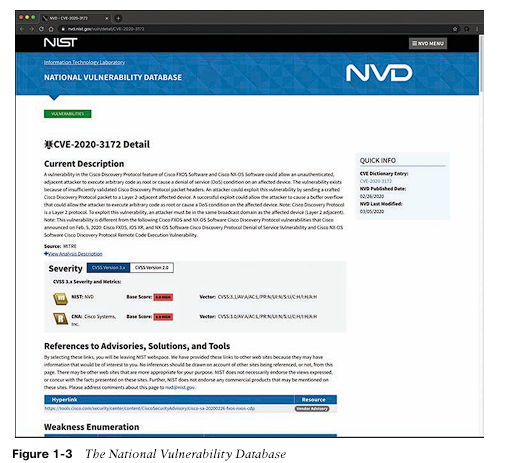 NVD - CVE-2020-3172
nvd.nist.gov/vuln/detail/CVE-2020-3172
NIST
NVD MENU
Information Technology Laboratory
NATIONAL VULNERABILITY DATABASE
NVD
VULNERABILITIES
CVE-2020-3172 Detail
Current Description
A vulnerability in the Cisco Discovery Protocol feature of Cisco FXOS Software and Cisco NX-OS Software could allow an unauthenticated,
adjacent attacker to execute arbitrary code as root or cause a denial of service (DoS) condition on an affected device. The vulnerability exists
because of insufficiently validated Cisco Discovery Protocol packet headers. An attacker could exploit this vulnerability by sending a crafted
Cisco Discovery Protocol packet to a Layer 2-adjacent affected device. A successful exploit could allow the attacker to cause a buffer overflow
that could allow the attacker to execute arbitrary code as root or cause a DoS condition on the affected device. Note: Cisco Discovery Protocol
is a Layer 2 protocol. To exploit this vulnerability, an attacker must be in the same broadcast domain as the affected device (Layer 2 adjacent).
Note: This vulnerability is different from the following Cisco FXOS and NX-OS Software Cisco Discovery Protocol vulnerabilities that Cisco
announced on Feb. 5, 2020: Cisco FXOS, IOS XR, and NX-OS Software Cisco Discovery Protocol Denial of Service Vulnerability and Cisco NX-OS
Software Cisco Discovery Protocol Remote Code Execution Vulnerability.
Source: MITRE
View Analysis Description
QUICK INFO
CVE Dictionary Entry:
CVE-2020-3172
NVD Published Date:
02/26/2020
NVD Last Modified:
03/05/2020
Severity
CVSS Version 3.x
CVSS Version 2.0
CVSS 3.x Severity and Metrics:
NIST: NVD
Base Score: 8.8 HIGH
Vector: CVSS:3.1/AV:A/AC:L/PR:N/UI:N/S:U/C:H/I:H/A:H
CNA: Cisco Systems, Inc.
Base Score: 8.8 HIGH
Vector: CVSS:3.0/AV:A/AC:L/PR:N/UI:N/S:U/C:H/I:H/A:H
References to Advisories, Solutions, and Tools
By selecting these links, you will be leaving NIST webspace. We have provided these links to other web sites because they may have
information that would be of interest to you. No inferences should be drawn on account of other sites being referenced, or not, from this
page. There may be other web sites that are more appropriate for your purpose. NIST does not necessarily endorse the views expressed,
or concur with the facts presented on these sites. Further, NIST does not endorse any commercial products that may be mentioned on
these sites. Please address comments about this page to nvd@nist.gov.
Hyperlink
Resource
https://tools.cisco.com/security/center/content/CiscoSecurityAdvisory/cisco-sa-20200226-fxos-nxos-cdp
Vendor Advisory
Weakness Enumeration
Figure 1-3 The National Vulnerability Database